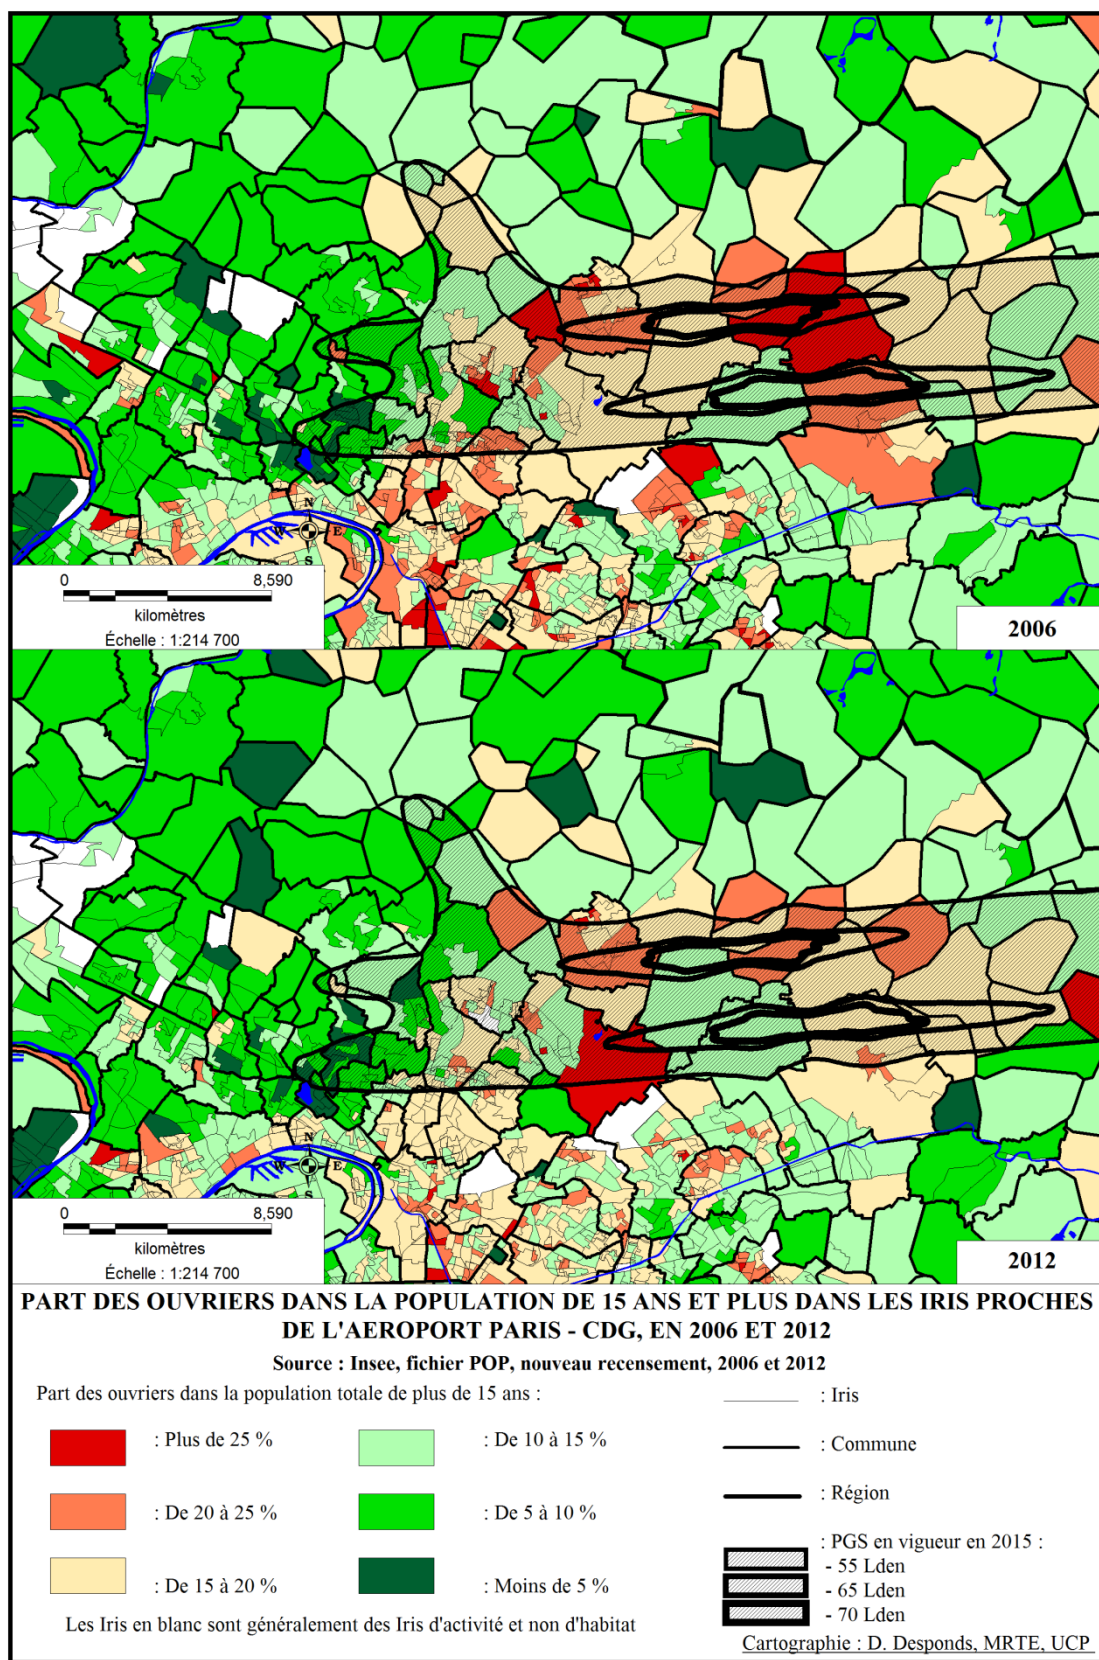 N
W
E
S
0 8,590
kilomètres
Échelle : 1:214 700
2006
N
W
E
S
0 8,590
kilomètres
Échelle : 1:214 700
2012
PART DES OUVRIERS DANS LA POPULATION DE 15 ANS ET PLUS DANS LES IRIS PROCHES
DE L'AEROPORT PARIS - CDG, EN 2006 ET 2012
Source : Insee, fichier POP, nouveau recensement, 2006 et 2012
Part des ouvriers dans la population totale de plus de 15 ans :
: Plus de 25 %
: De 20 à 25 %
: De 15 à 20 %
: De 10 à 15 %
: De 5 à 10 %
: Moins de 5 %
Les Iris en blanc sont généralement des Iris d'activité et non d'habitat
: Iris
: Commune
: Région
: PGS en vigueur en 2015 :
- 55 Lden
- 65 Lden
- 70 Lden
Cartographie : D. Desponds, MRTE, UCP